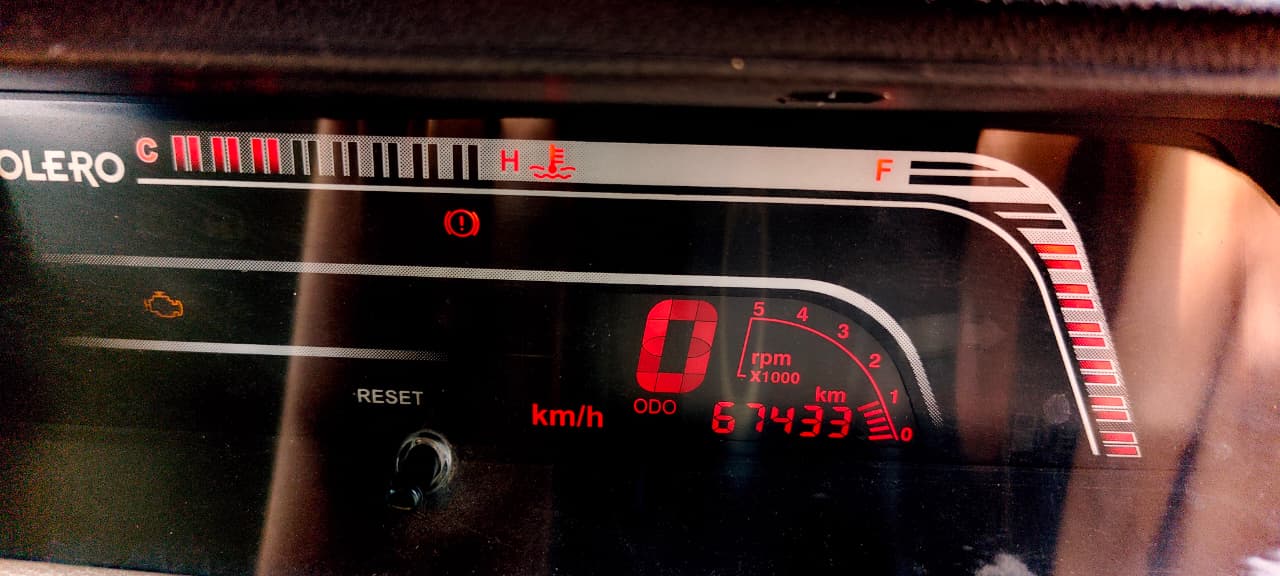 OLERO C H F
5 4 3 2 1 0
0
rpm
X1000
RESET
km
km/h
ODO
67433